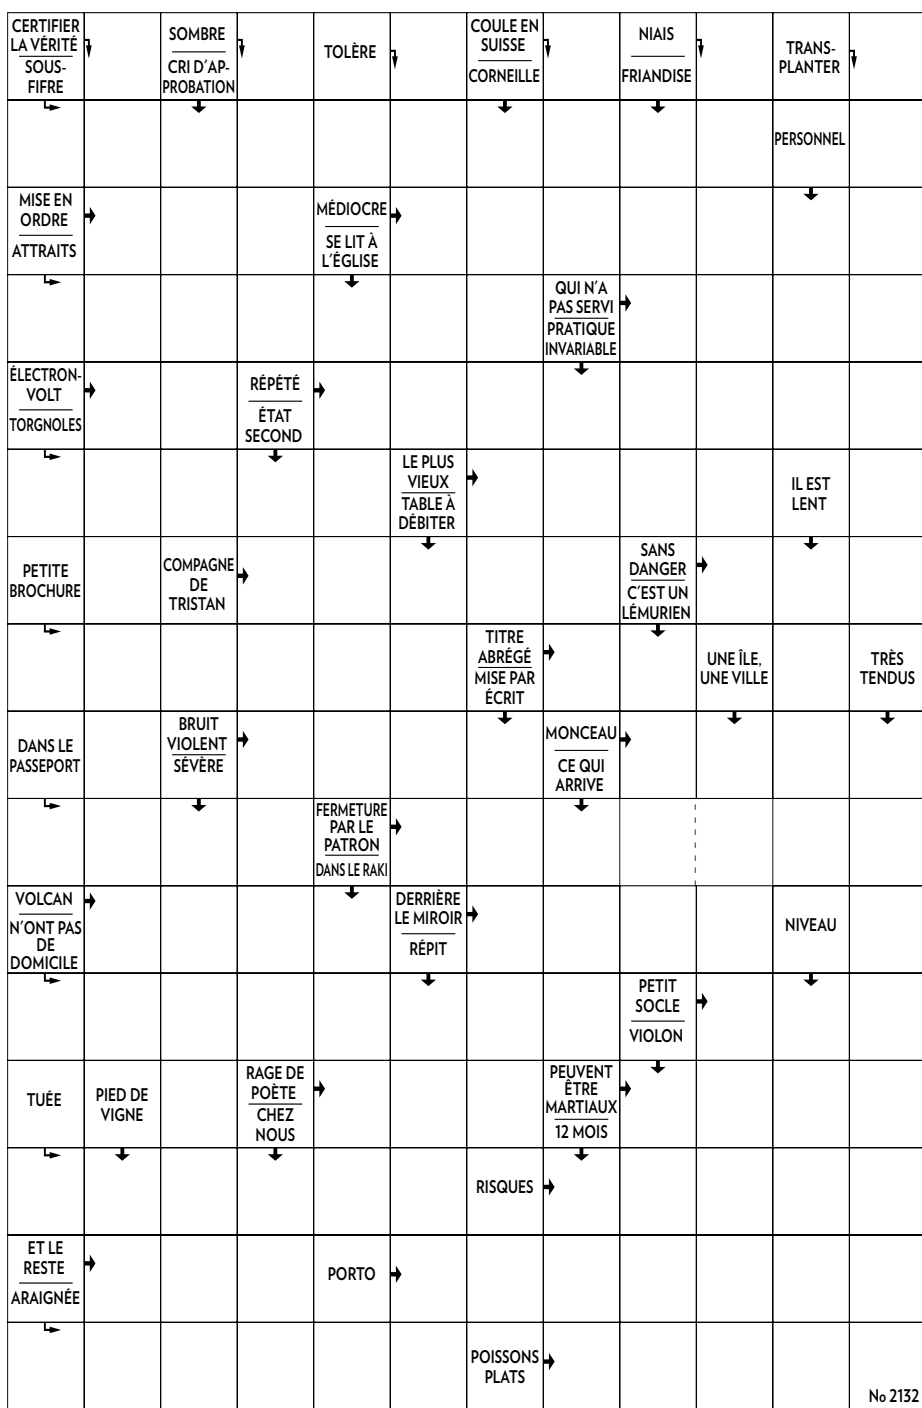 CERTIFIER
LA VÉRITÉ
SOUS-
FIFRE
SOMBRE
CRI D'AP-
PROBATION
TOLÈRE
COULE EN
SUISSE
CORNEILLE
NIAIS
FRIANDISE
TRANS-
PLANTER
PERSONNEL
MISE EN
ORDRE
ATTRAITS
MÉDIOCRE
SE LIT À
L'ÉGLISE
QUI N'A
PAS SERVI
PRATIQUE
INVARIABLE
ÉLECTRON-
VOLT
TORGNOLES
RÉPÉTÉ
ÉTAT
SECOND
LE PLUS
VIEUX
TABLE À
DÉBITER
IL EST
LENT
PETITE
BROCHURE
COMPAGNE
DE
TRISTAN
SANS
DANGER
C'EST UN
LÉMURIEN
TITRE
ABRÉGÉ
MISE PAR
ÉCRIT
UNE ÎLE,
UNE VILLE
TRÈS
TENDUS
DANS LE
PASSEPORT
BRUIT
VIOLENT
SÉVÈRE
MONCEAU
CE QUI
ARRIVE
FERMETURE
PAR LE
PATRON
DANS LE RAKI
VOLCAN
N'ONT PAS
DE
DOMICILE
DERRIÈRE
LE MIROIR
RÉPIT
NIVEAU
PETIT
SOCLE
VIOLON
TUÉE
PIED DE
VIGNE
RAGE DE
POÈTE
CHEZ
NOUS
PEUVENT
ÊTRE
MARTIAUX
12 MOIS
RISQUES
ET LE
RESTE
ARAIGNÉE
PORTO
POISSONS
PLATS
No 2132